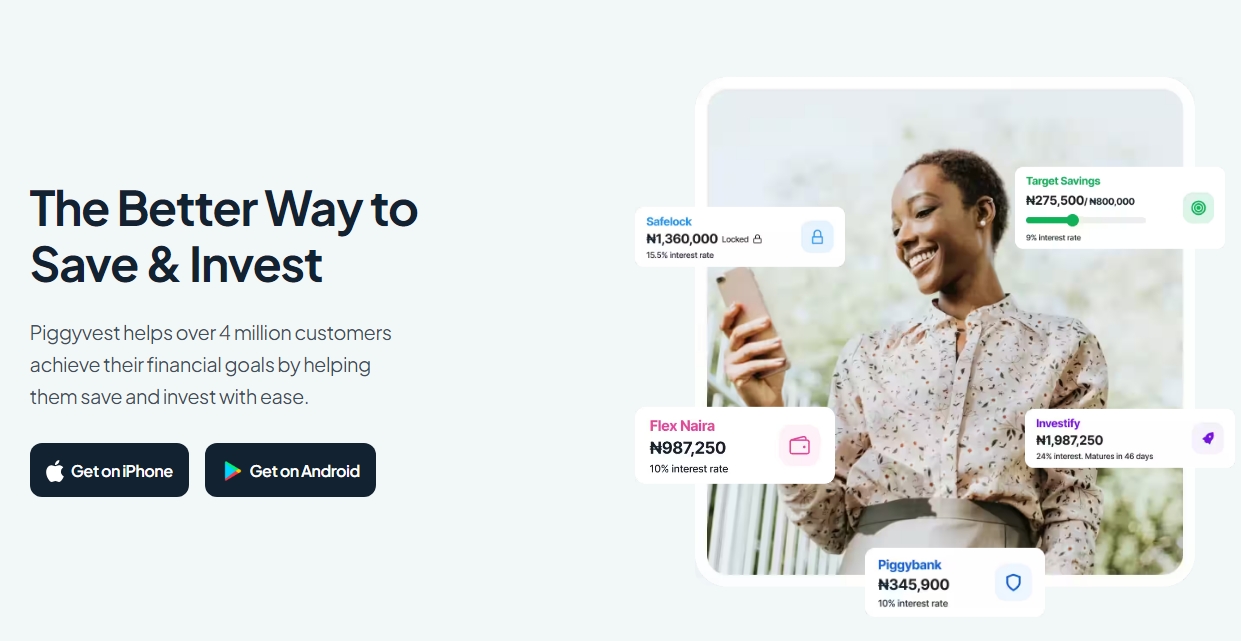 The Better Way to
Save & Invest
Piggyvest helps over 4 million customers
achieve their financial goals by helping
them save and invest with ease.
Get on iPhone
Get on Android
Safelock
₦1,360,000 Locked
15.5% interest rate
Target Savings
₦275,500/ ₦800,000
9% interest rate
Flex Naira
₦987,250
10% interest rate
Investify
₦1,987,250
24% interest. Matures in 46 days
Piggybank
₦345,900
10% interest rate